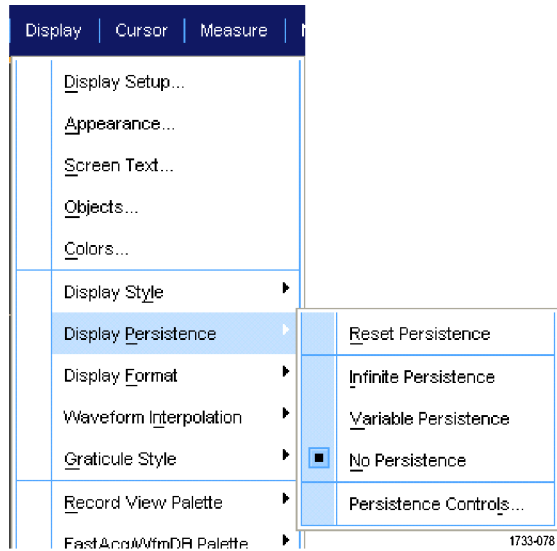 Display Cursor Measure
Display Setup...
Appearance...
Screen Text...
Objects...
Colors...
Display Style
Display Persistence
Display Format
Waveform Interpolation
Graticule Style
Record View Palette
FastAcq/WfmDB Palette
Reset Persistence
Infinite Persistence
Variable Persistence
No Persistence
Persistence Controls...
1733-078